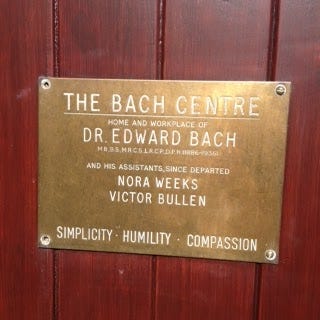 THE BACH CENTRE
HOME AND WORKPLACE OF
DR. EDWARD BACH
M.B.,B.S.,M.R.C.S.,L.R.C.P.,D.P.H. (1886-1936)
AND HIS ASSISTANTS, SINCE DEPARTED
NORA WEEKS
VICTOR BULLEN
SIMPLICITY · HUMILITY · COMPASSION